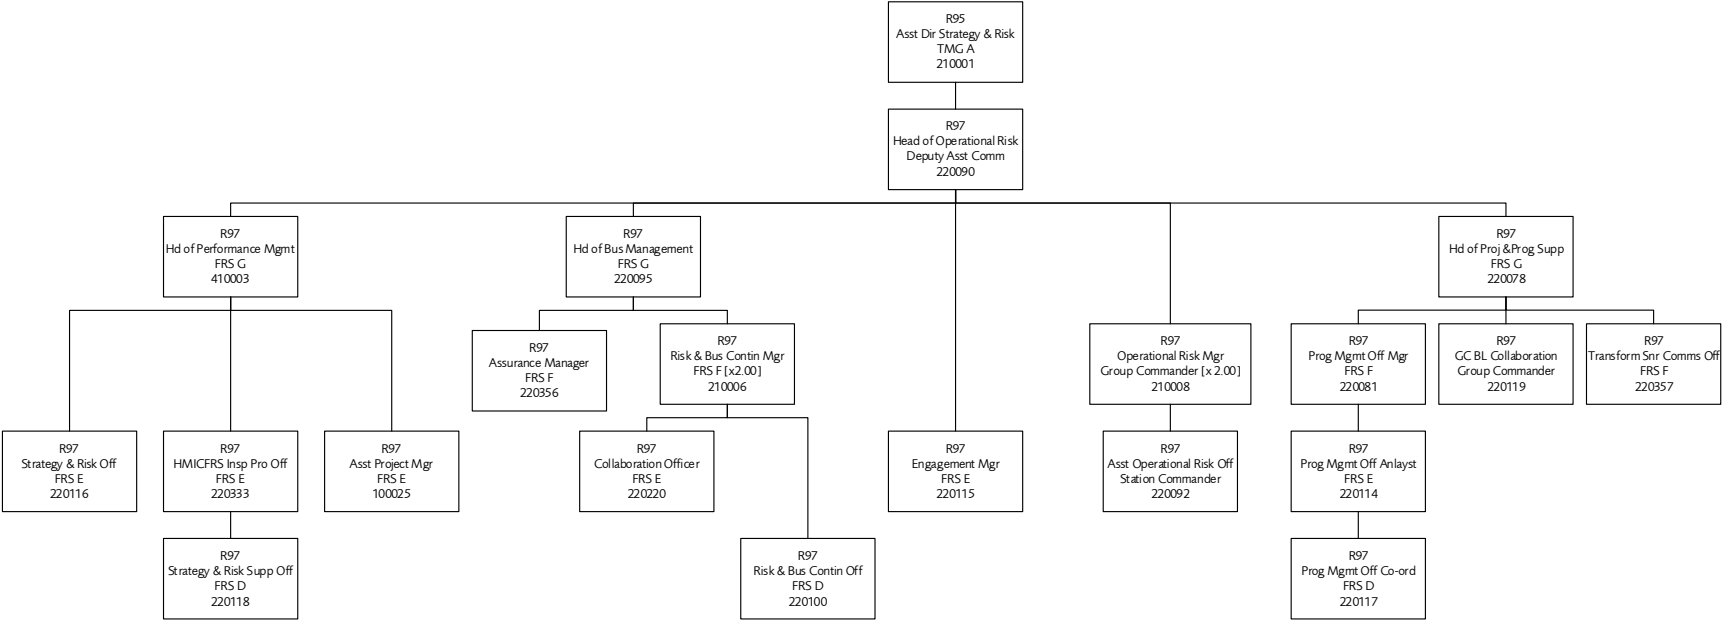 R95
Asst Dir Strategy & Risk
TMG A
210001
R97
Head of Operational Risk
Deputy Asst Comm
220090
R97
Hd of Performance Mgmt
FRS G
410003
R97
Hd of Bus Management
FRS G
220095
R97
Hd of Proj &Prog Supp
FRS G
220078
R97
Assurance Manager
FRS F
220356
R97
Risk & Bus Contin Mgr
FRS F [x2.00]
210006
R97
Operational Risk Mgr
Group Commander [x 2.00]
210008
R97
Prog Mgmt Off Mgr
FRS F
220081
R97
GC BL Collaboration
Group Commander
220119
R97
Transform Snr Comms Off
FRS F
220357
R97
Strategy & Risk Off
FRS E
220116
R97
HMICFRS Insp Pro Off
FRS E
220333
R97
Asst Project Mgr
FRS E
100025
R97
Collaboration Officer
FRS E
220220
R97
Engagement Mgr
FRS E
220115
R97
Asst Operational Risk Off
Station Commander
220092
R97
Prog Mgmt Off Anlayst
FRS E
220114
R97
Strategy & Risk Supp Off
FRS D
220118
R97
Risk & Bus Contin Off
FRS D
220100
R97
Prog Mgmt Off Co-ord
FRS D
220117